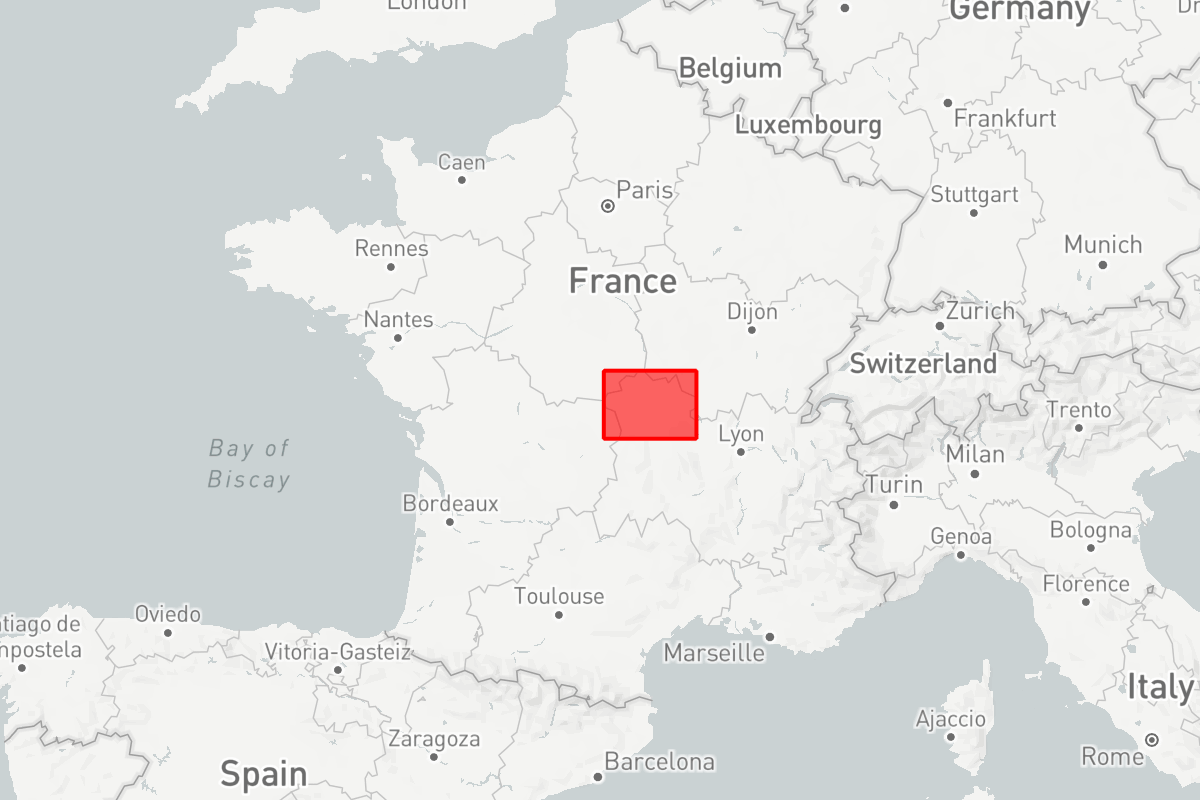 London
Germany
Dr
Belgium
Luxembourg
Frankfurt
Caen
Paris
Stuttgart
Rennes
Munich
France
Nantes
Dijon
Zurich
Switzerland
Trento
Bay of
Biscay
Lyon
Milan
Turin
Bordeaux
Genoa
Bologna
Toulouse
Florence
Oviedo
tiago de
mpostela
Vitoria-Gasteiz
Marseille
Italy
Ajaccio
Zaragoza
Rome
Barcelona
Spain